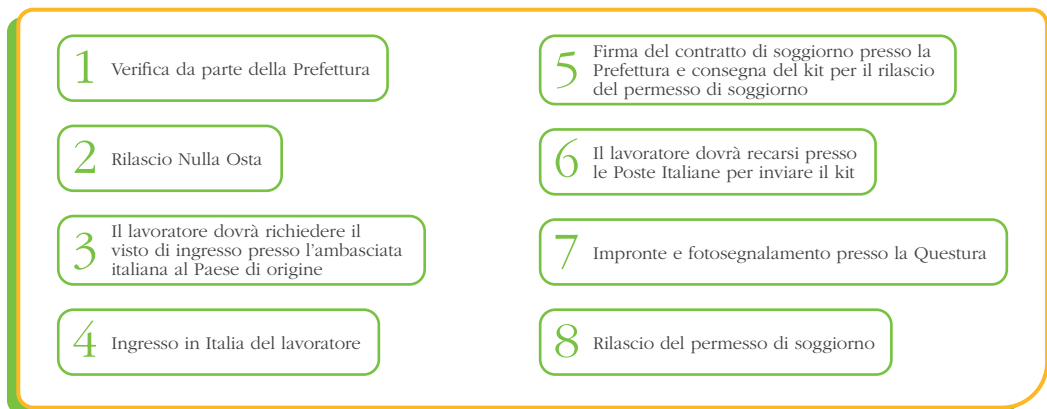 1
Verifica da parte della Prefettura
2
Rilascio Nulla Osta
3
Il lavoratore dovrà richiedere il
visto di ingresso presso l'ambasciata
italiana al Paese di origine
4
Ingresso in Italia del lavoratore
5
Firma del contratto di soggiorno presso la
Prefettura e consegna del kit per il rilascio
del permesso di soggiorno
6
Il lavoratore dovrà recarsi presso
le Poste Italiane per inviare il kit
7
Impronte e fotosegnalamento presso la Questura
8
Rilascio del permesso di soggiorno